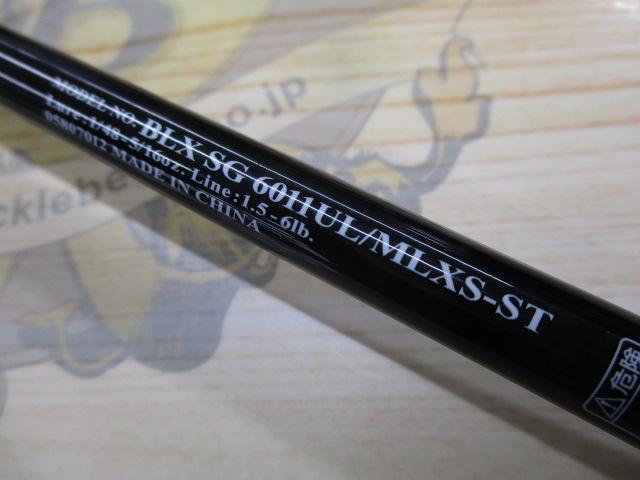 MODEL NO. BLX SG 6011UL/MLXS-ST
Lure:1/48-3/16oz. Line:1.5-6lb.
05807012 MADE IN CHINA
危険